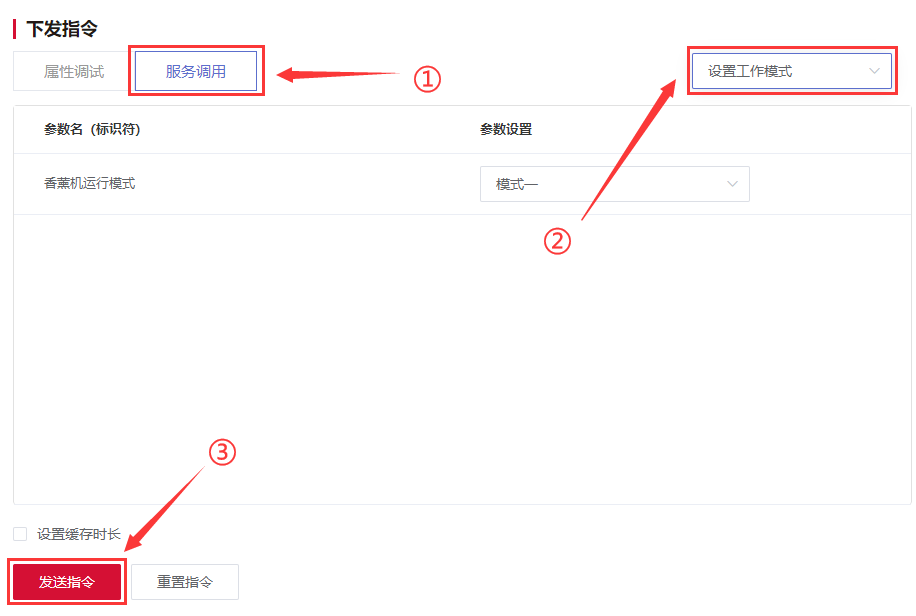 下发指令
属性调试 服务调用 ① 设置工作模式
参数名（标识符） 参数设置
香薰机运行模式 模式一
②
③
设置缓存时长
发送指令 重置指令